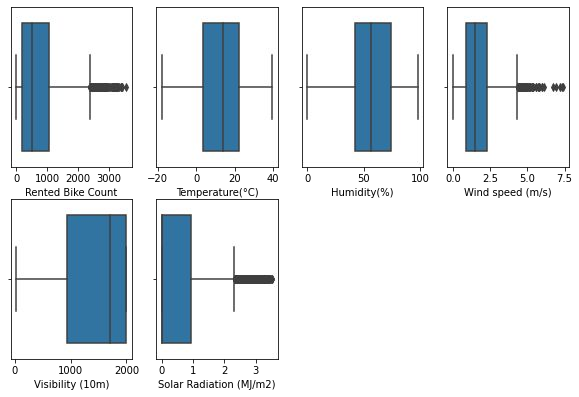 0 1000 2000 3000
Rented Bike Count
−20 0 20 40
Temperature(°C)
0 50 100
Humidity(%)
0.0 2.5 5.0 7.5
Wind speed (m/s)
0 1000 2000
Visibility (10m)
0 1 2 3
Solar Radiation (MJ/m2)